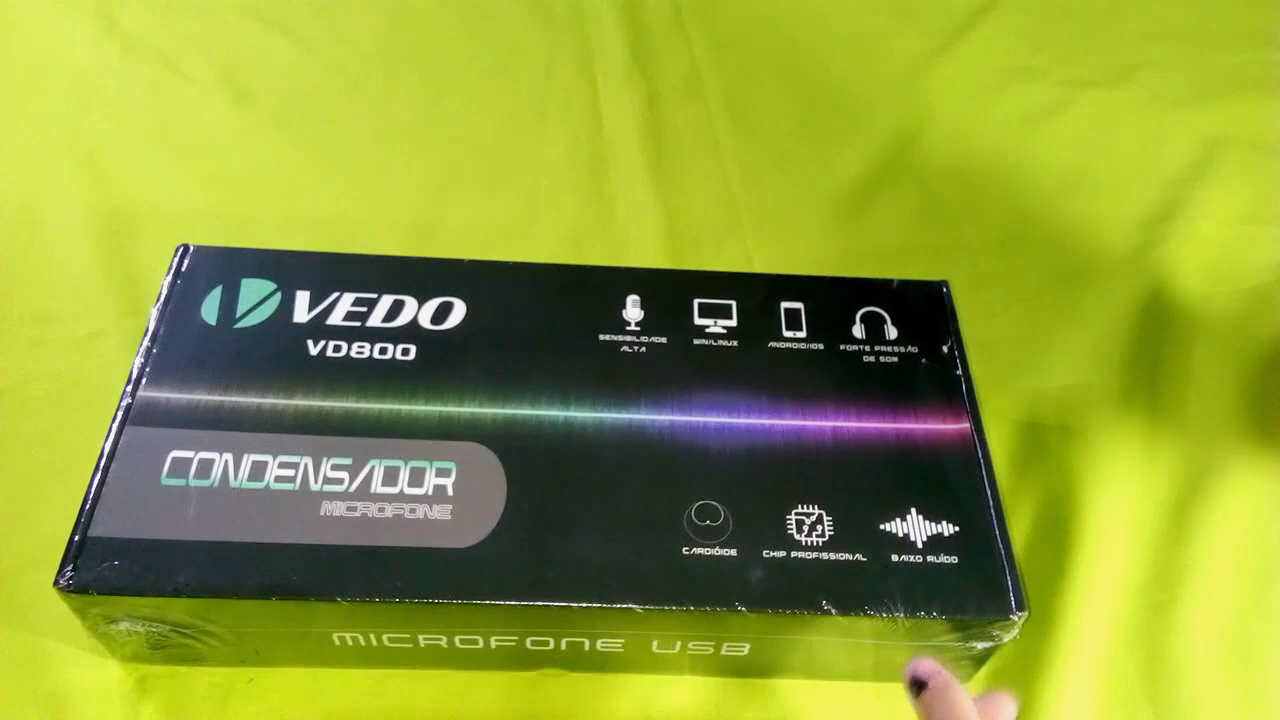 VEDO
VD800
SENSIBILIDADE
ALTA
WIN/LINUX
ANDROID/IOS
FORTE PRESSÃO
DE SOM
CONDENSADOR
MICROFONE
CARDIÓIDE
CHIP PROFISSIONAL
BAIXO RUÍDO
MICROFONE USB